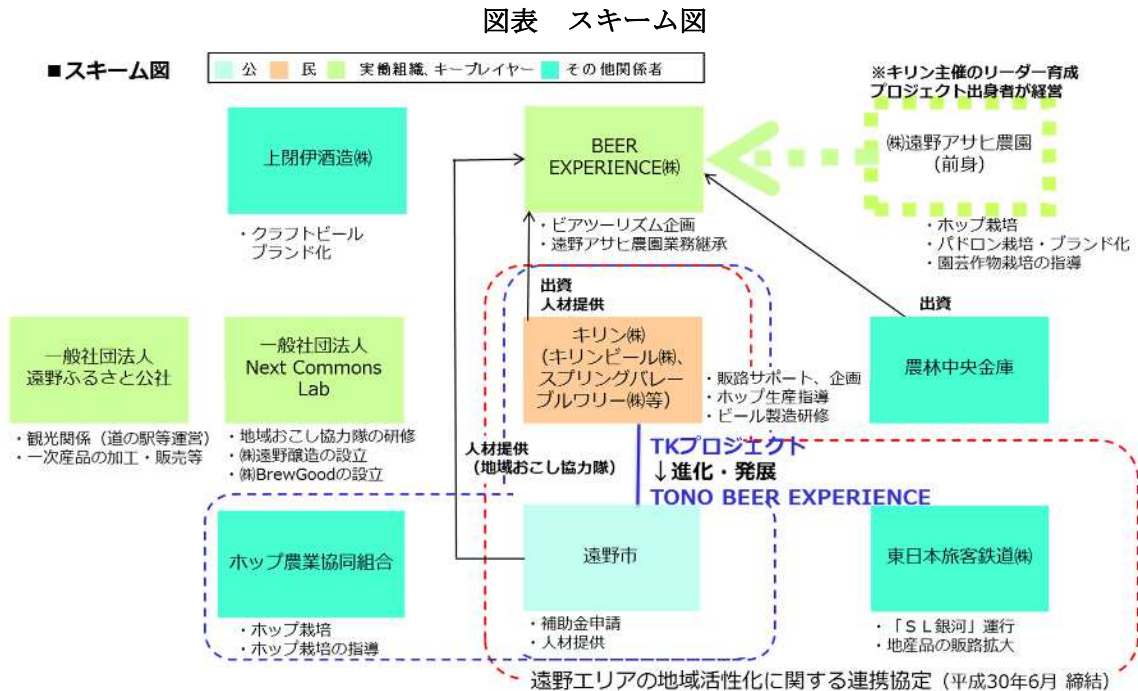 図表 スキーム図
■スキーム図
公 民 実働組織、キープレイヤー その他関係者
※キリン主催のリーダー育成
プロジェクト出身者が経営
上閉伊酒造㈱
・クラフトビール
ブランド化
BEER
EXPERIENCE㈱
・ビアツーリズム企画
・遠野アサヒ農園業務継承
㈱遠野アサヒ農園
(前身)
・ホップ栽培
・パドロン栽培・ブランド化
・園芸作物栽培の指導
出資
人材提供
出資
一般社団法人
遠野ふるさと公社
・観光関係（道の駅等運営）
・一次産品の加工・販売等
一般社団法人
Next Commons
Lab
・地域おこし協力隊の研修
・㈱遠野醸造の設立
・㈱BrewGoodの設立
キリン㈱
（キリンビール㈱、
スプリングバレー
ブルワリー㈱等）
・販路サポート、企画
・ホップ生産指導
・ビール製造研修
農林中央金庫
人材提供
（地域おこし協力隊）
TKプロジェクト
↓進化・発展
TONO BEER EXPERIENCE
ホップ農業協同組合
・ホップ栽培
・ホップ栽培の指導
遠野市
・補助金申請
・人材提供
東日本旅客鉄道㈱
・「ＳＬ銀河」運行
・地産品の販路拡大
遠野エリアの地域活性化に関する連携協定（平成30年6月 締結）